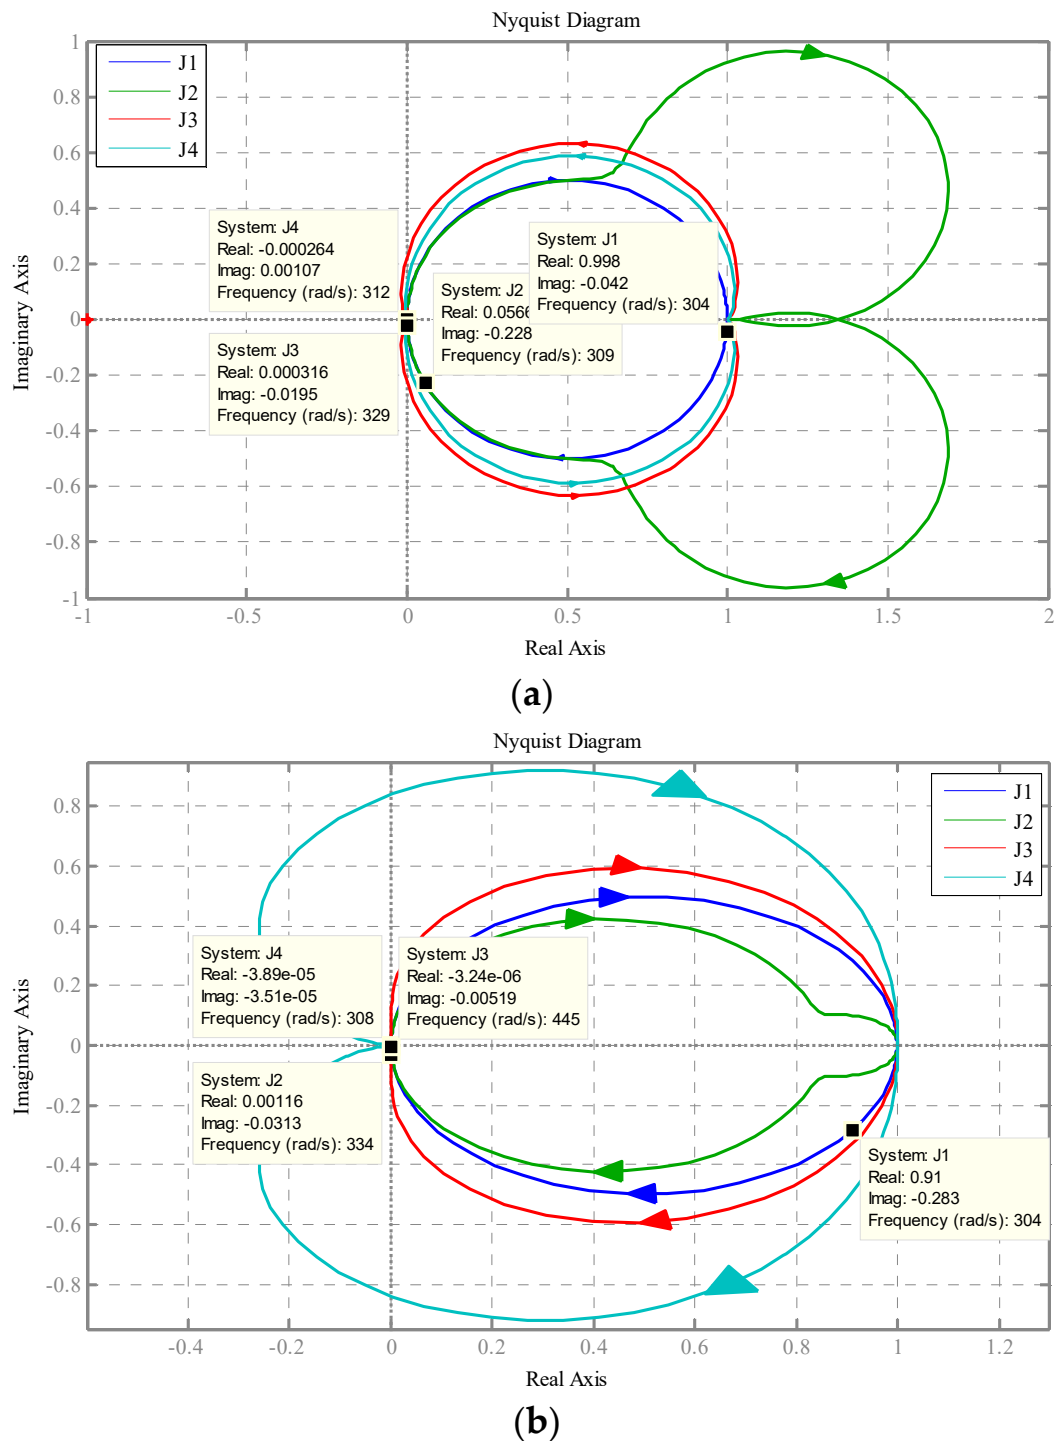 Nyquist Diagram
J1
J2
J3
J4
System: J4
Real: -0.000264
Imag: 0.00107
Frequency (rad/s): 312
System: J1
Real: 0.998
Imag: -0.042
Frequency (rad/s): 304
System: J2
Real: 0.0566
Imag: -0.228
Frequency (rad/s): 309
System: J3
Real: 0.000316
Imag: -0.0195
Frequency (rad/s): 329
1
0.8
0.6
0.4
0.2
0
-0.2
-0.4
-0.6
-0.8
-1
Imaginary Axis
-1 -0.5 0 0.5 1 1.5 2
Real Axis
(a)
Nyquist Diagram
J1
J2
J3
J4
System: J4
Real: -3.89e-05
Imag: -3.51e-05
Frequency (rad/s): 308
System: J3
Real: -3.24e-06
Imag: -0.00519
Frequency (rad/s): 445
System: J2
Real: 0.00116
Imag: -0.0313
Frequency (rad/s): 334
System: J1
Real: 0.91
Imag: -0.283
Frequency (rad/s): 304
0.8
0.6
0.4
0.2
0
-0.2
-0.4
-0.6
-0.8
Imaginary Axis
-0.4 -0.2 0 0.2 0.4 0.6 0.8 1 1.2
Real Axis
(b)